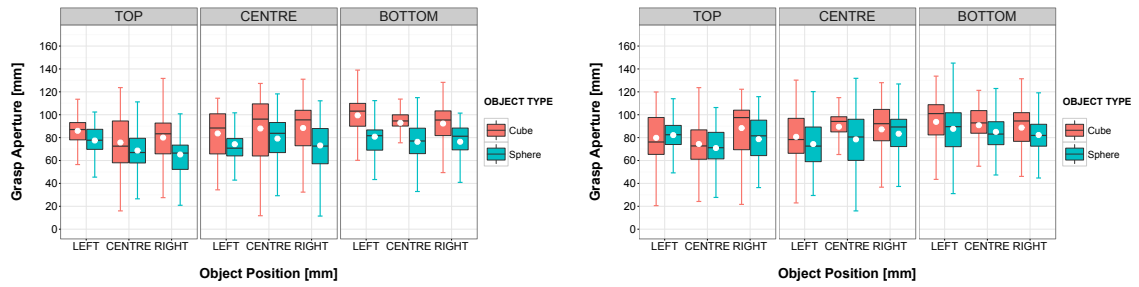 TOP CENTRE BOTTOM
Grasp Aperture [mm]
160
140
120
100
80
60
40
20
0
LEFT CENTRE RIGHT LEFT CENTRE RIGHT LEFT CENTRE RIGHT
Object Position [mm]
OBJECT TYPE
Cube
Sphere
TOP CENTRE BOTTOM
Grasp Aperture [mm]
160
140
120
100
80
60
40
20
0
LEFT CENTRE RIGHT LEFT CENTRE RIGHT LEFT CENTRE RIGHT
Object Position [mm]
OBJECT TYPE
Cube
Sphere